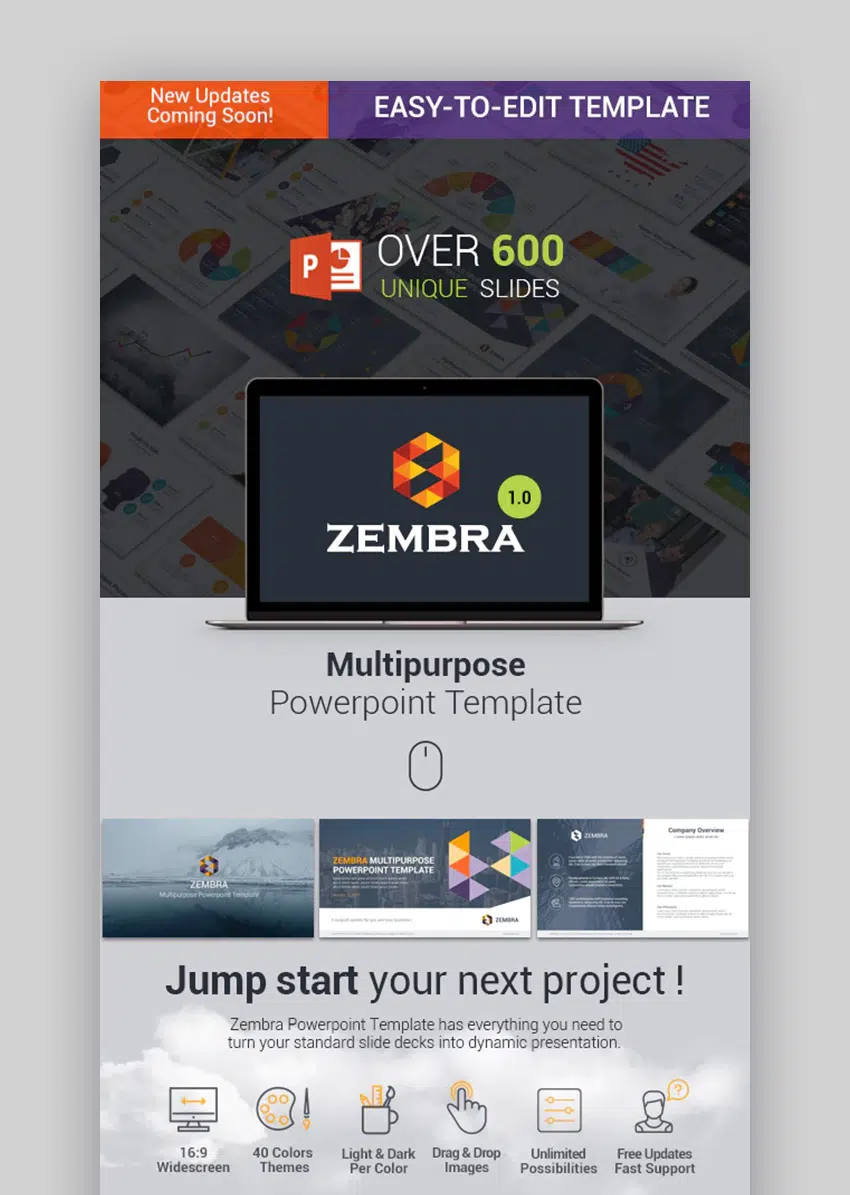 New Updates
Coming Soon!
EASY-TO-EDIT TEMPLATE
P
OVER 600
UNIQUE SLIDES
1.0
ZEMBRA
Multipurpose
Powerpoint Template
ZEMBRA
Multipurpose Powerpoint Template
ZEMBRA MULTIPURPOSE
POWERPOINT TEMPLATE
ZEMBRA
ZEMBRA
Company Overview
Jump start your next project !
Zembra Powerpoint Template has everything you need to
turn your standard slide decks into dynamic presentation.
16:9
Widescreen
40 Colors
Themes
Light & Dark
Per Color
Drag & Drop
Images
Unlimited
Possibilities
?
Free Updates
Fast Support